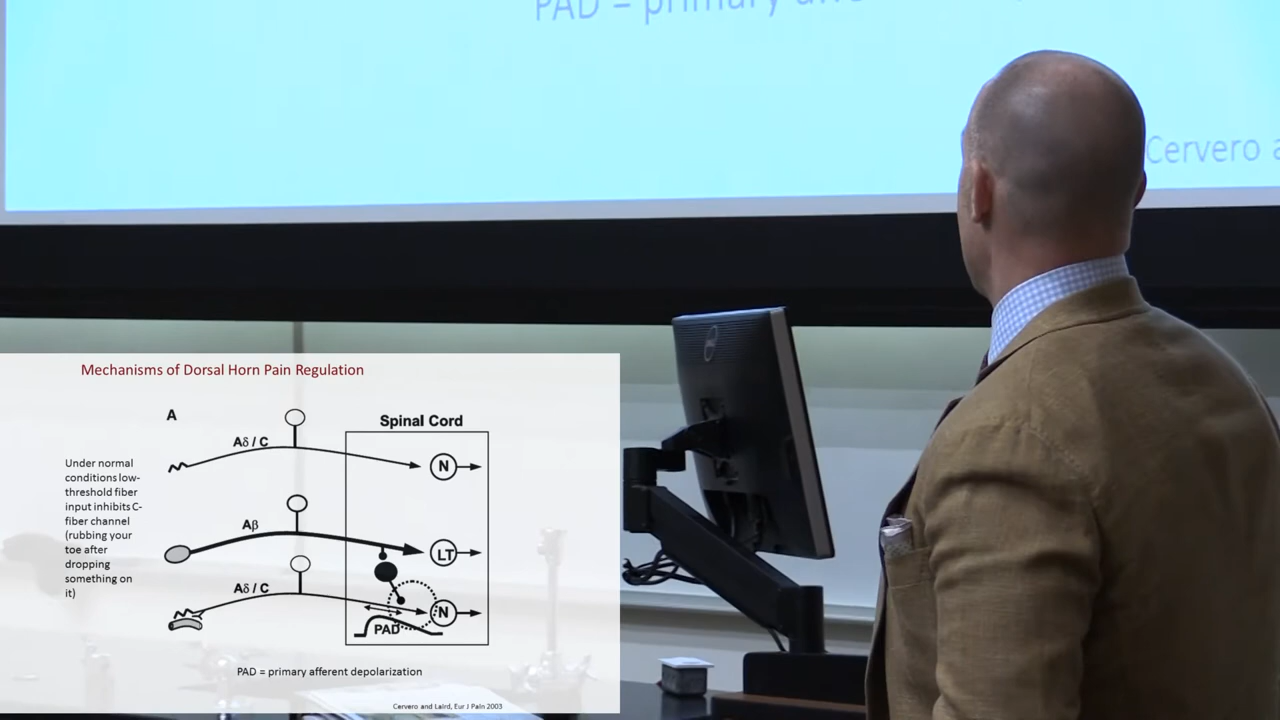 PAD = primary
Cervero
Mechanisms of Dorsal Horn Pain Regulation
A
Spinal Cord
Aδ / C
N
Under normal
conditions low-
threshold fiber
input inhibits C-
fiber channel
(rubbing your
toe after
dropping
something on
it)
Aβ
LT
Aδ / C
N
PAD
PAD = primary afferent depolarization
Cervero and Laird, Eur J Pain 2003